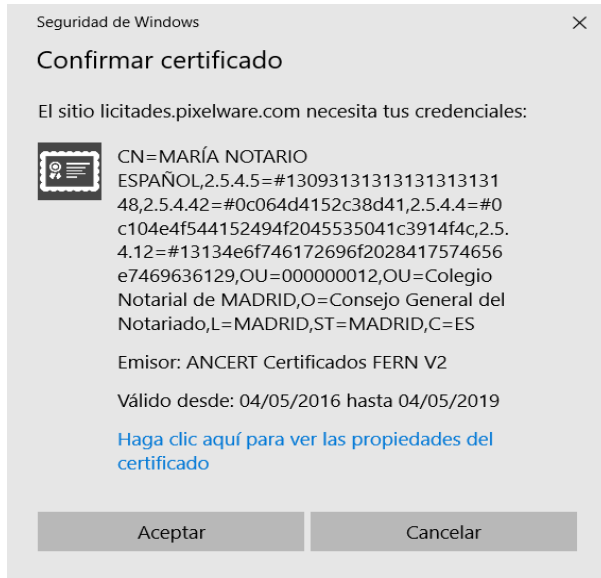 Seguridad de Windows
Confirmar certificado
El sitio licitades.pixelware.com necesita tus credenciales:
CN=MARÍA NOTARIO
ESPAÑOL,2.5.4.5=#13093131313131313131
48,2.5.4.42=#0c064d4152c38d41,2.5.4.4=#0
c104e4f544152494f2045535041c3914f4c,2.5.
4.12=#13134e6f746172696f2028417574656
e7469636129,OU=000000012,OU=Colegio
Notarial de MADRID,O=Consejo General del
Notariado,L=MADRID,ST=MADRID,C=ES
Emisor: ANCERT Certificados FERN V2
Válido desde: 04/05/2016 hasta 04/05/2019
Haga clic aquí para ver las propiedades del
certificado
Aceptar
Cancelar